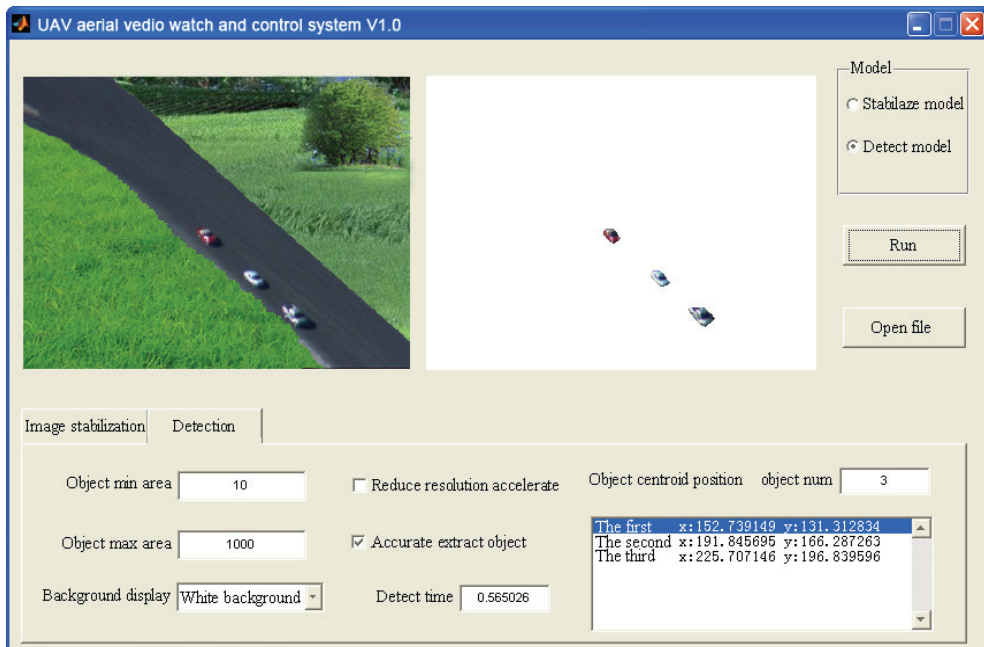 UAV aerial vedio watch and control system V1.0
Model
Stabilaze model
Detect model
Run
Open file
Image stabilization
Detection
Object min area 10
Object max area 1000
Background display White background
Reduce resolution accelerate
Accurate extract object
Detect time 0.565026
Object centroid position object num 3
The first x:152.739149 y:131.312834
The second x:191.845695 y:166.287263
The third x:225.707146 y:196.839596